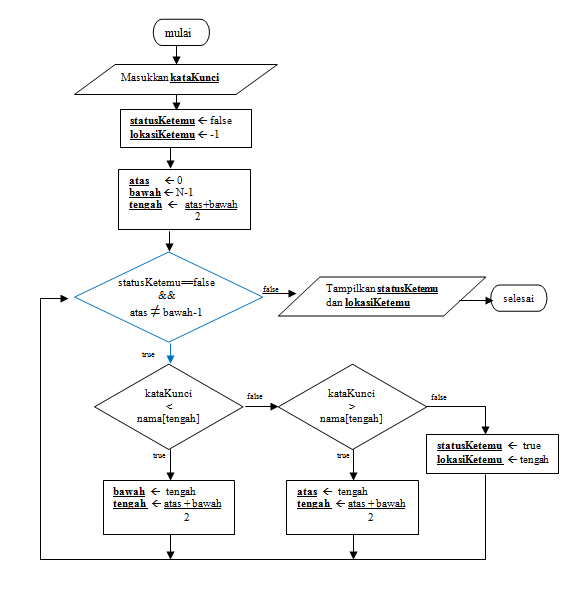 mulai
Masukkan kataKunci
statusKetemu ← false
lokasiKetemu ← -1
atas ← 0
bawah ← N-1
tengah ← atas+bawah
2
statusKetemu==false
&&
atas ≠ bawah-1
false
Tampilkan statusKetemu
dan lokasiKetemu
selesai
true
kataKunci
<
nama[tengah]
false
kataKunci
>
nama[tengah]
false
statusKetemu ← true
lokasiKetemu ← tengah
true
true
bawah ← tengah
tengah ← atas + bawah
2
atas ← tengah
tengah ← atas + bawah
2